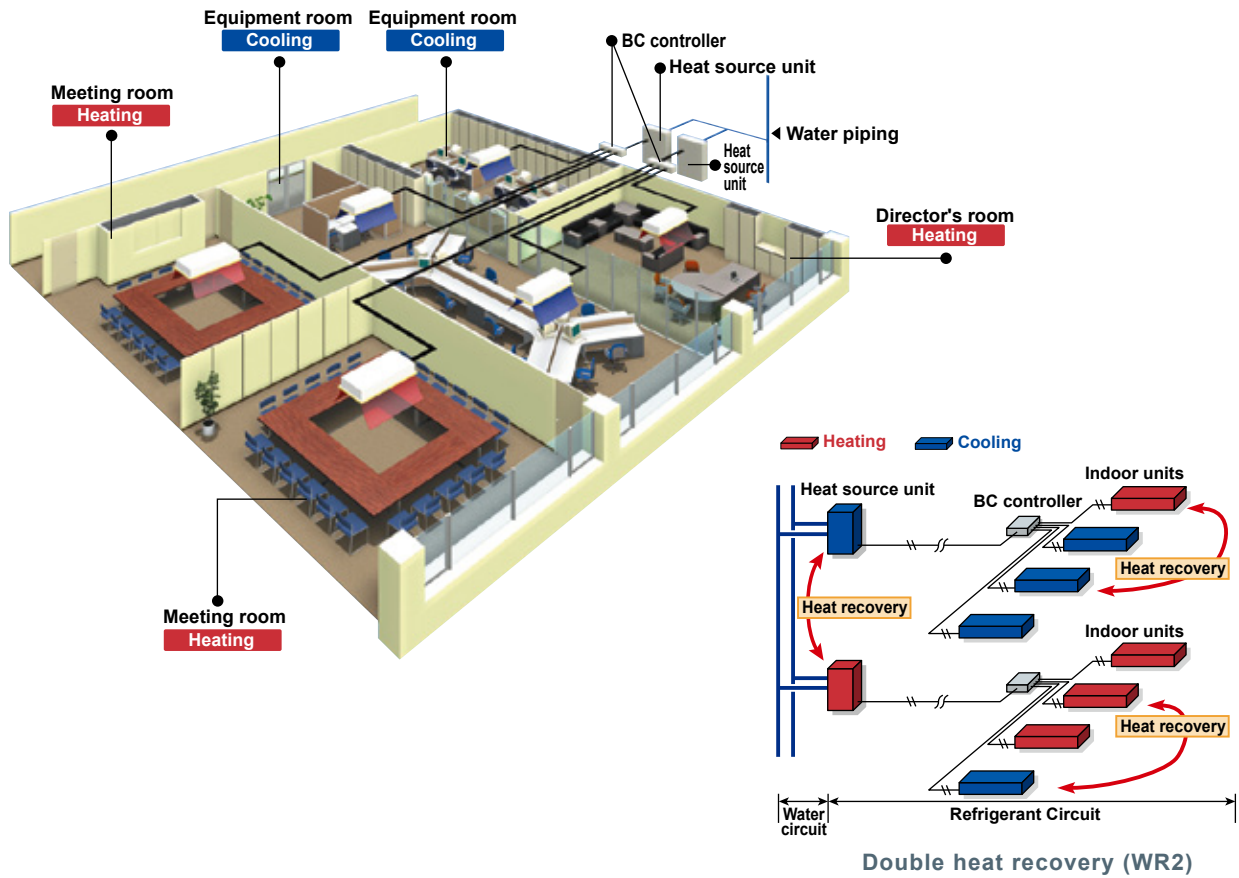 Equipment room
Cooling
Equipment room
Cooling
BC controller
Heat source unit
Meeting room
Heating
Water piping
Heat
source
unit
Director's room
Heating
Meeting room
Heating
Heating
Cooling
Indoor units
Heat source unit
BC controller
Heat recovery
Heat recovery
Indoor units
Heat recovery
Water
circuit
Refrigerant Circuit
Double heat recovery (WR2)